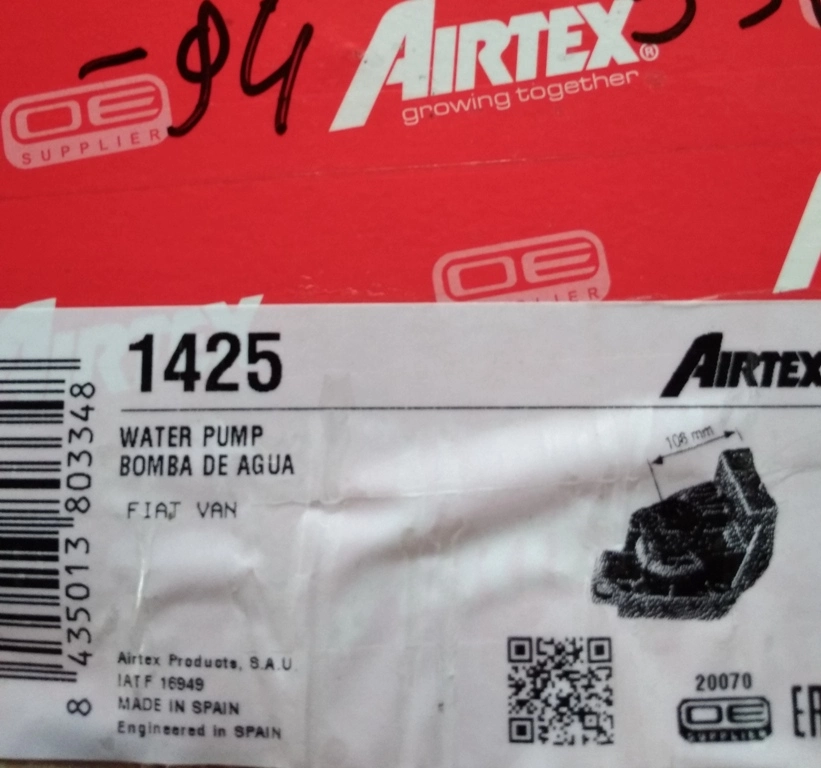 -94
AIRTEX®
growing together
OE
SUPPLIER
OE
1425
AIRTEX
WATER PUMP
BOMBA DE AGUA
FIAT VAN
106 mm
8 435013 803348
Airtex Products, S.A.U.
IATF 16949
MADE IN SPAIN
Engineered in SPAIN
20070
OE
SUPPLIER